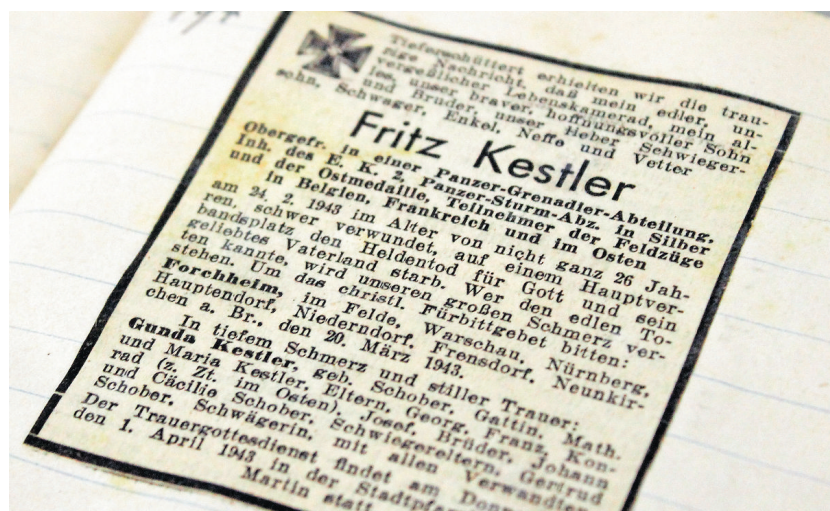 Tieferschüttert erhielten wir die trau-
rige Nachricht, daß mein edler, un-
vergeßlicher Lebenskamerad, mein al-
les, unser braver, hoffnungsvoller Sohn
und Bruder, unser lieber Schwieger-
sohn, Schwager, Enkel, Neffe und Vetter
Fritz Kestler
Obergefr. in einer Panzer-Grenadier-Abteilung,
Inh. des E. K. 2, Panzer-Sturm-Abz. in Silber
und der Ostmedaille, Teilnehmer der Feldzüge
in Belgien, Frankreich und im Osten
am 24. 2. 1943 im Alter von nicht ganz 26 Jah-
ren, schwer verwundet, auf einem Hauptver-
bandsplatz den Heldentod für Gott und sein
geliebtes Vaterland starb. Wer den edlen To-
ten kannte, wird unseren großen Schmerz ver-
stehen. Um das christl. Fürbittgebet bitten:
Forchheim, im Felde, Warschau, Nürnberg,
Hauptendorf, Niederndorf, Frensdorf, Neunkir-
chen a. Br., den 20. März 1943.
In tiefem Schmerz und stiller Trauer:
Gunda Kestler, geb. Schober, Gattin, Math.
und Maria Kestler, Eltern, Georg, Franz, Kon-
rad (z. Zt. im Osten), Josef, Brüder, Johann
und Cäcilie Schober, Schwiegereltern, Gertrud
Schober, Schwägerin, mit allen Verwandten
Der Trauergottesdienst findet am
den 1. April 1943 in der
Martin statt